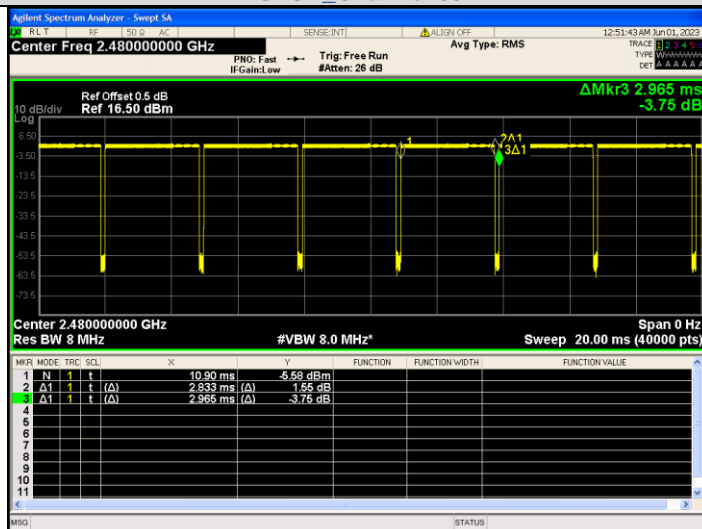 Agilent Spectrum Analyzer - Swept SA
RLT RF 50 Ω AC SENSE:INT ALIGN OFF 12:51:43 AM Jun 01, 2023
Center Freq 2.480000000 GHz
Avg Type: RMS
TRACE 1 2 3 4 5
TYPE
DET A A A A A
PNO: Fast
IFGain:Low
Trig: Free Run
#Atten: 26 dB
ΔMkr3 2.965 ms
-3.75 dB
Ref Offset 0.5 dB
10 dB/div Ref 16.50 dBm
Log
6.50
-3.50
-13.5
-23.5
-33.5
-43.5
-53.5
-63.5
-73.5
1
2Δ1
3Δ1
Center 2.480000000 GHz Span 0 Hz
Res BW 8 MHz #VBW 8.0 MHz* Sweep 20.00 ms (40000 pts)
MKR MODE TRC SCL X Y FUNCTION FUNCTION WIDTH FUNCTION VALUE
1 N 1 t 10.90 ms -5.58 dBm
2 Δ1 1 t (Δ) 2.833 ms (Δ) 1.55 dB
3 Δ1 1 t (Δ) 2.965 ms (Δ) -3.75 dB
4
5
6
7
8
9
10
11
MSG STATUS